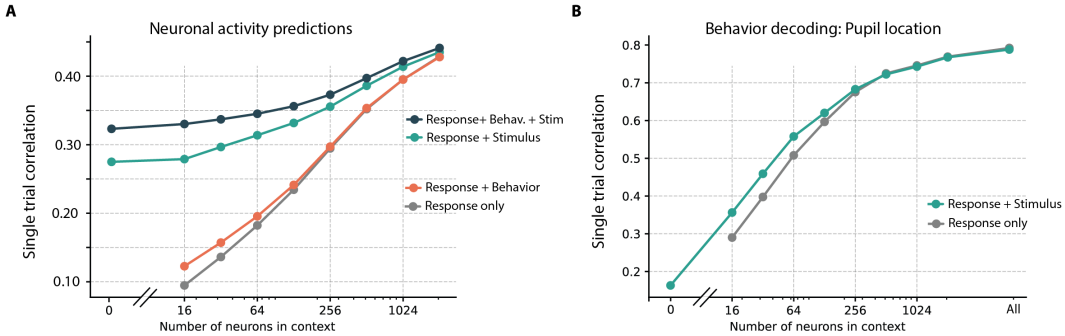 A
Neuronal activity predictions
Single trial correlation
0.40
0.30
0.20
0.10
Response+ Behav. + Stim
Response + Stimulus
Response + Behavior
Response only
0 16 64 256 1024
Number of neurons in context
B
Behavior decoding: Pupil location
Single trial correlation
0.8
0.7
0.6
0.5
0.4
0.3
0.2
Response + Stimulus
Response only
0 16 64 256 1024 All
Number of neurons in context